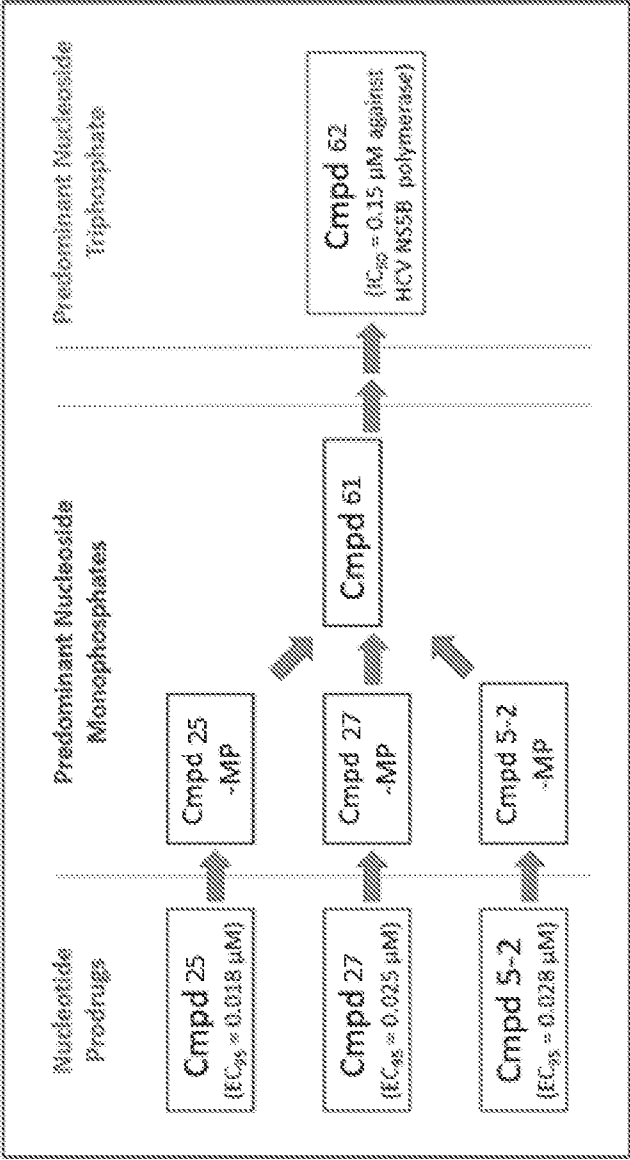 Nucleotide
Prodrugs
Predominant Nucleoside
Monophosphates
Predominant Nucleoside
Triphosphate
Cmpd 25
(EC95 = 0.018 µM)
Cmpd 25
-MP
Cmpd 27
(EC95 = 0.025 µM)
Cmpd 27
-MP
Cmpd 61
Cmpd 62
(IC50 = 0.15 µM against
HCV NS5B polymerase)
Cmpd 5-2
(EC95 = 0.028 µM)
Cmpd 5-2
-MP